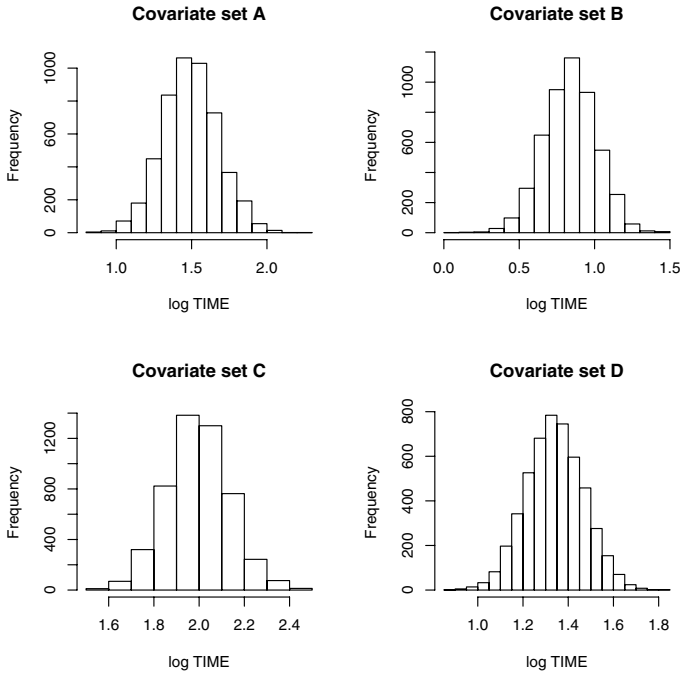 Covariate set A
Frequency
0 200 600 1000
1.0 1.5 2.0
log TIME
Covariate set B
Frequency
0 200 600 1000
0.0 0.5 1.0 1.5
log TIME
Covariate set C
Frequency
0 400 800 1200
1.6 1.8 2.0 2.2 2.4
log TIME
Covariate set D
Frequency
0 200 400 600 800
1.0 1.2 1.4 1.6 1.8
log TIME